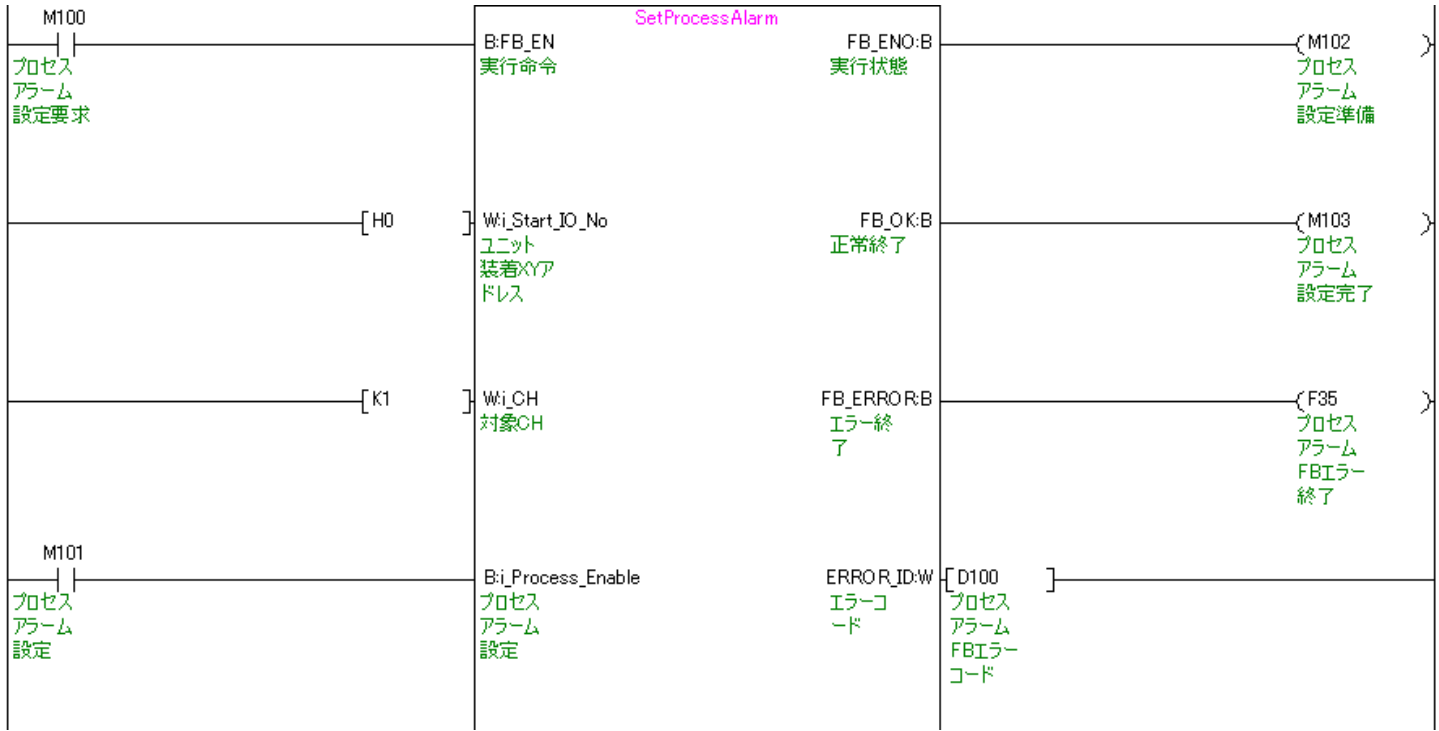 SetProcessAlarm
M100
プロセス
アラーム
設定要求
B:FB_EN
実行命令
FB_ENO:B
実行状態
M102
プロセス
アラーム
設定準備
H0
W:i_Start_IO_No
ユニット
装着XYア
ドレス
FB_OK:B
正常終了
M103
プロセス
アラーム
設定完了
K1
W:i_CH
対象CH
FB_ERROR:B
エラー終
了
F35
プロセス
アラーム
FBエラー
終了
M101
プロセス
アラーム
設定
B:i_Process_Enable
プロセス
アラーム
設定
ERROR_ID:W
エラーコ
ード
D100
プロセス
アラーム
FBエラー
コード